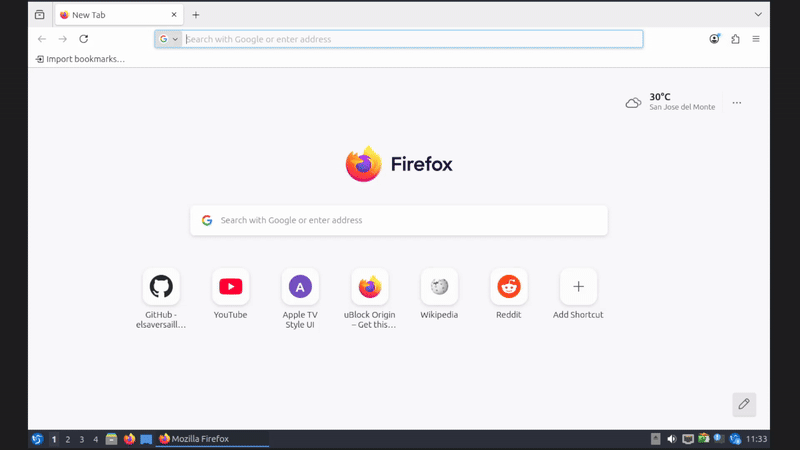 New Tab
Search with Google or enter address
Import bookmarks...
30°C
San Jose del Monte
Firefox
Search with Google or enter address
GitHub -
elsaversaill...
YouTube
A
Apple TV
Style UI
uBlock Origin
– Get this...
Wikipedia
Reddit
Add Shortcut
1 2 3 4
Mozilla Firefox
11:33